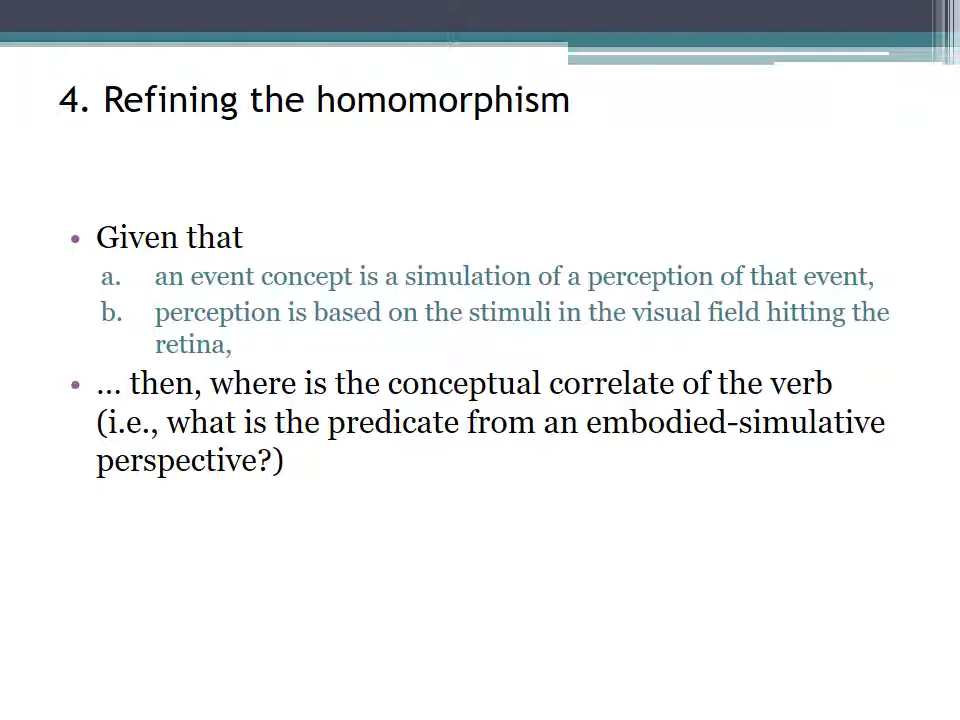 4. Refining the homomorphism
• Given that
a. an event concept is a simulation of a perception of that event,
b. perception is based on the stimuli in the visual field hitting the
retina,
• … then, where is the conceptual correlate of the verb
(i.e., what is the predicate from an embodied-simulative
perspective?)